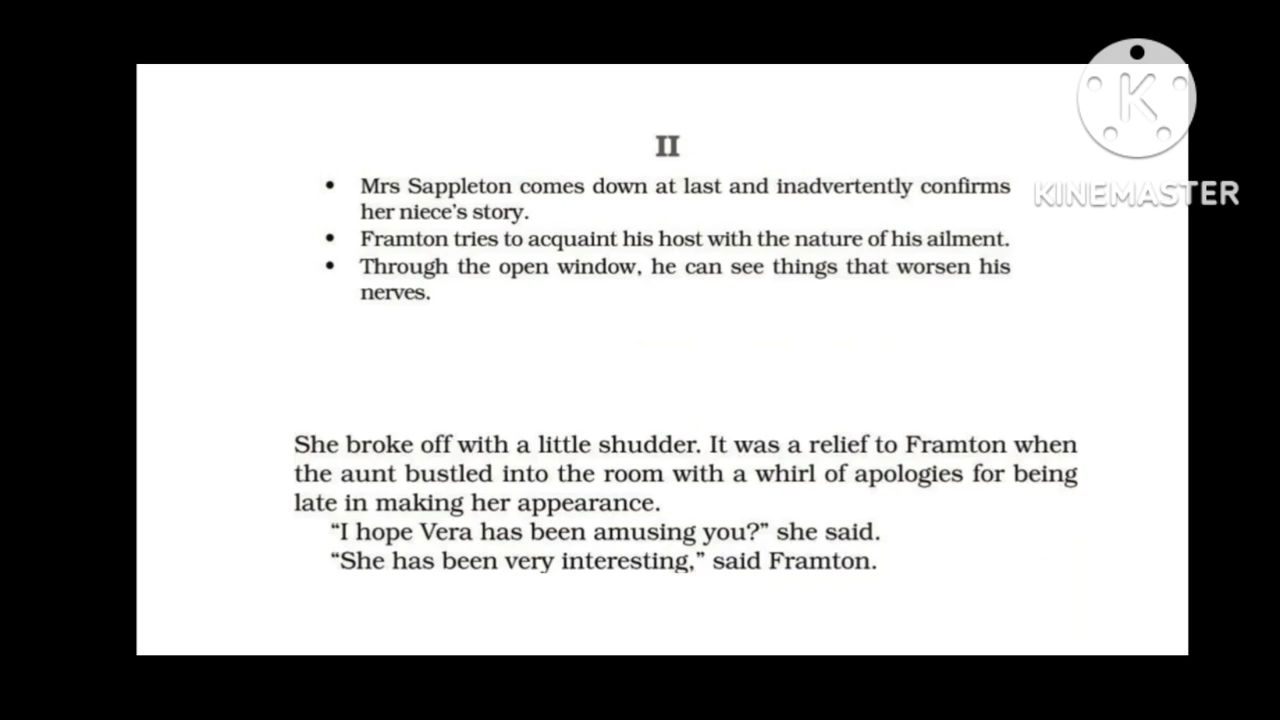 II
• Mrs Sappleton comes down at last and inadvertently confirms
her niece's story.
• Framton tries to acquaint his host with the nature of his ailment.
• Through the open window, he can see things that worsen his
nerves.
She broke off with a little shudder. It was a relief to Framton when
the aunt bustled into the room with a whirl of apologies for being
late in making her appearance.
“I hope Vera has been amusing you?” she said.
“She has been very interesting,” said Framton.
K
KINEMASTER